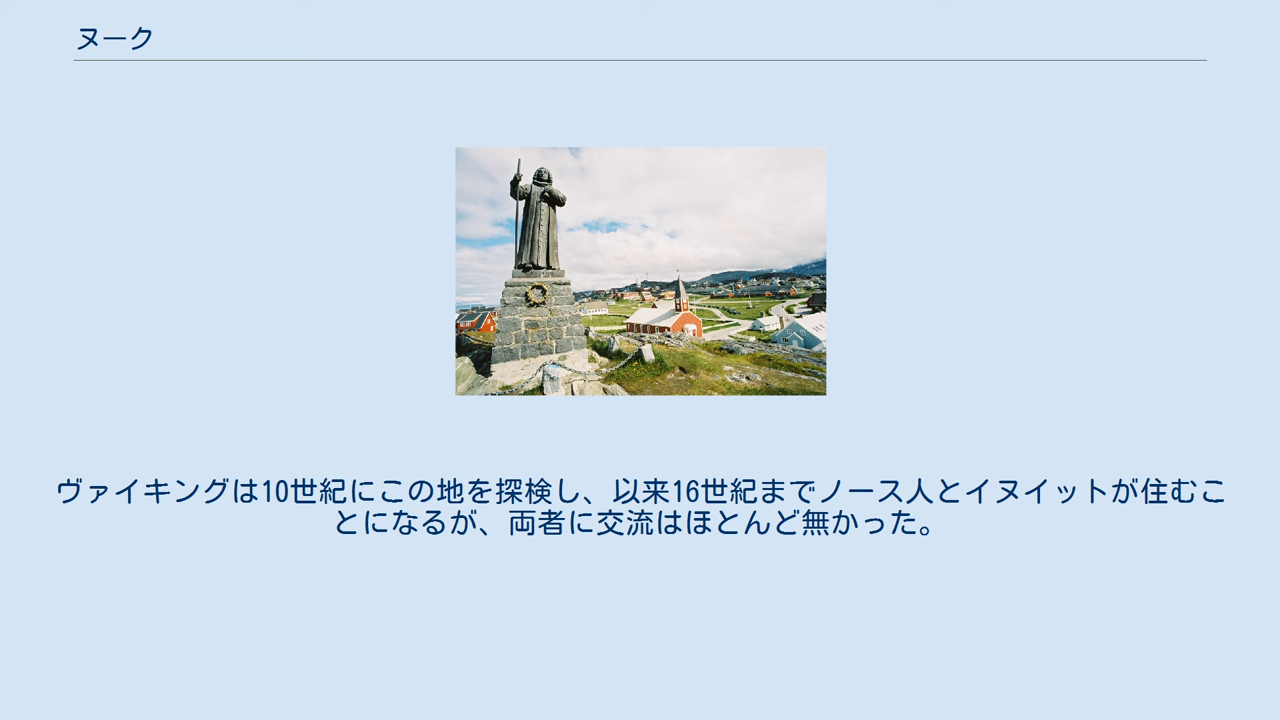 ヌーク
ヴァイキングは10世紀にこの地を探検し、以来16世紀までノース人とイヌイットが住むこ
とになるが、両者に交流はほとんど無かった。